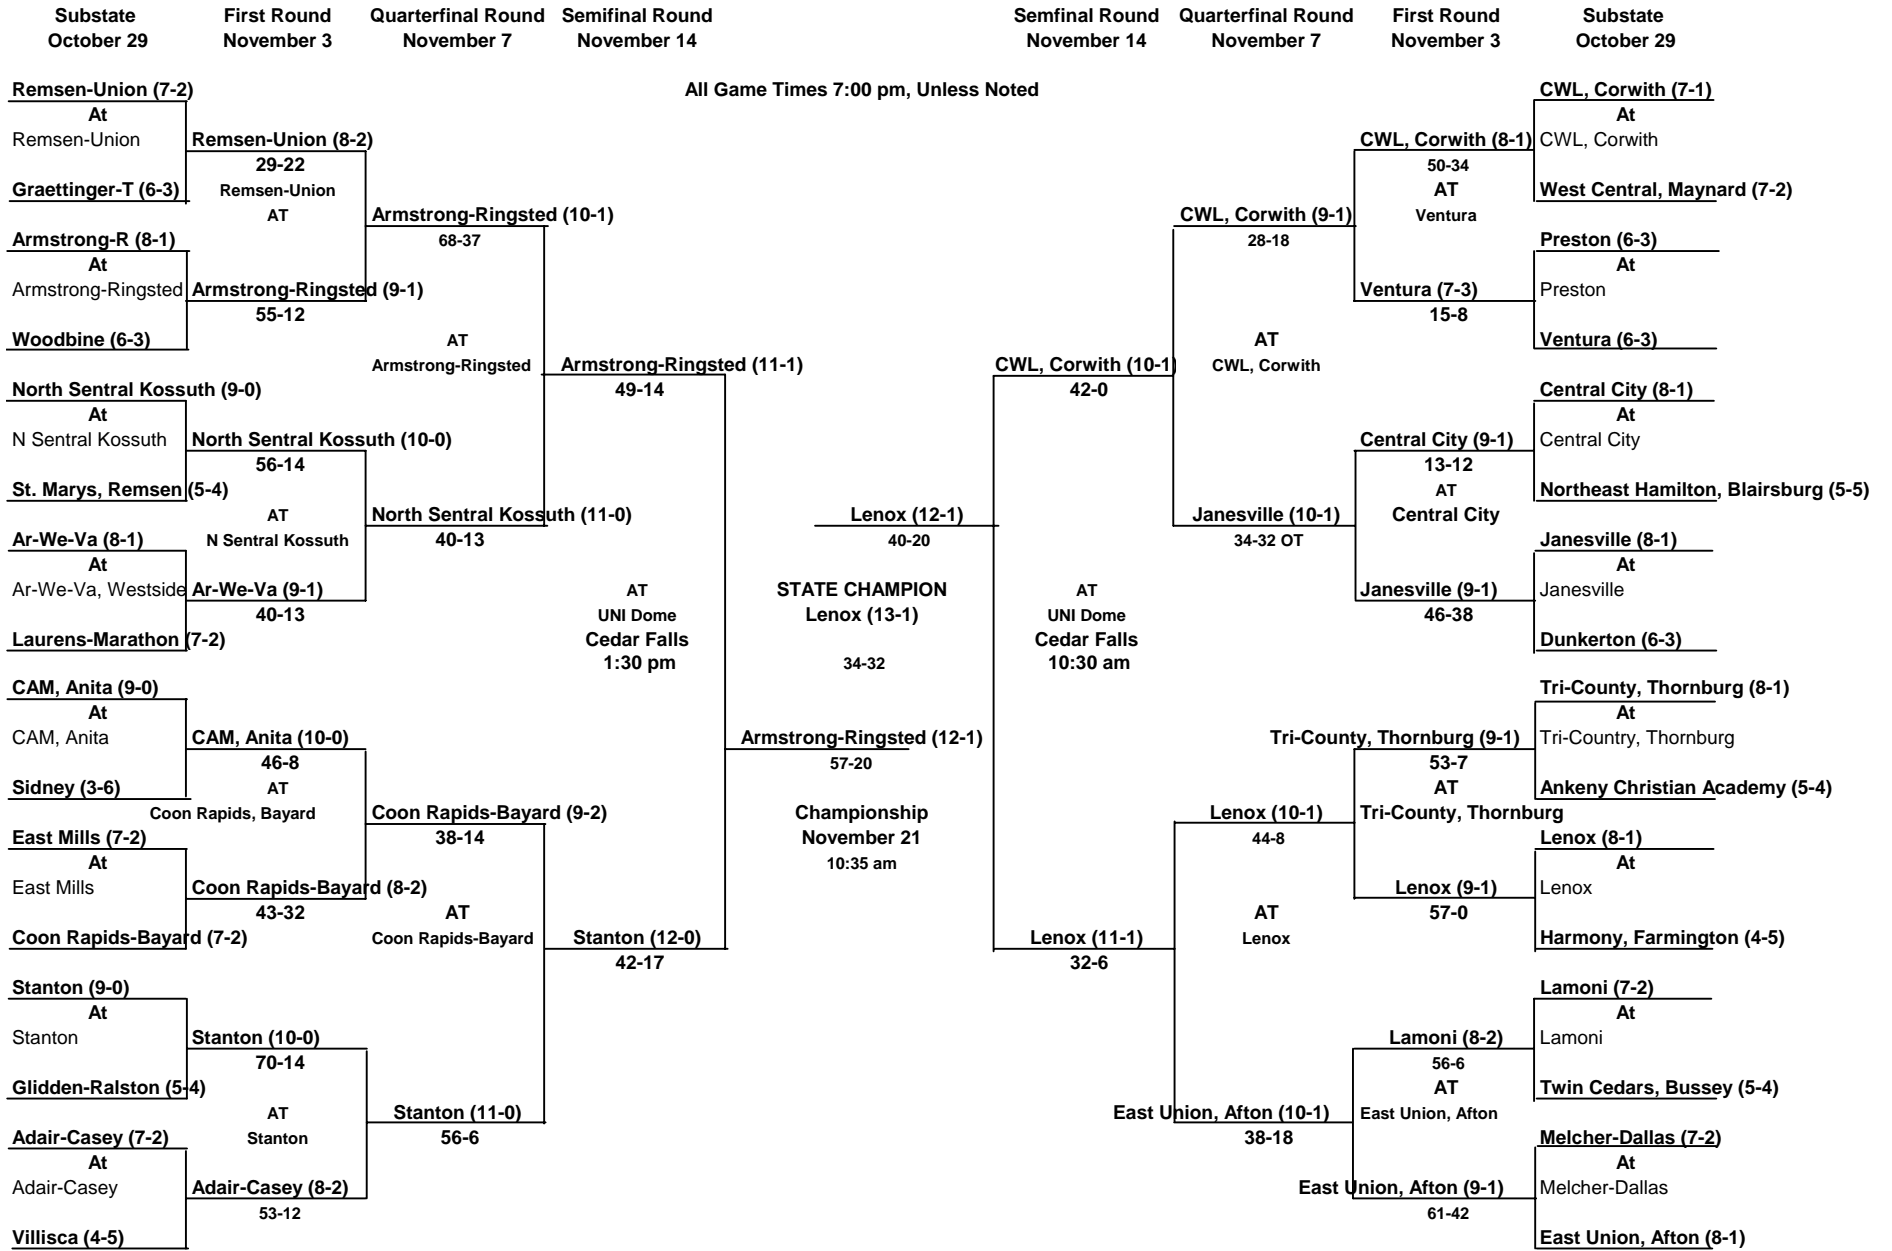 Substate
October 29
First Round
November 3
Quarterfinal Round
November 7
Semifinal Round
November 14
Semfinal Round
November 14
Quarterfinal Round
November 7
First Round
November 3
Substate
October 29
All Game Times 7:00 pm, Unless Noted
Remsen-Union (7-2)
At
Remsen-Union
Graettinger-T (6-3)
Armstrong-R (8-1)
At
Armstrong-Ringsted
Woodbine (6-3)
North Sentral Kossuth (9-0)
At
N Sentral Kossuth
St. Marys, Remsen (5-4)
Ar-We-Va (8-1)
At
Ar-We-Va, Westside
Laurens-Marathon (7-2)
CAM, Anita (9-0)
At
CAM, Anita
Sidney (3-6)
East Mills (7-2)
At
East Mills
Coon Rapids-Bayard (7-2)
Stanton (9-0)
At
Stanton
Glidden-Ralston (5-4)
Adair-Casey (7-2)
At
Adair-Casey
Villisca (4-5)
Remsen-Union (8-2)
29-22
Remsen-Union
AT
Armstrong-Ringsted (9-1)
55-12
North Sentral Kossuth (10-0)
56-14
AT
N Sentral Kossuth
Ar-We-Va (9-1)
40-13
CAM, Anita (10-0)
46-8
AT
Coon Rapids, Bayard
Coon Rapids-Bayard (8-2)
43-32
Stanton (10-0)
70-14
AT
Stanton
Adair-Casey (8-2)
53-12
Armstrong-Ringsted (10-1)
68-37
AT
Armstrong-Ringsted
North Sentral Kossuth (11-0)
40-13
Coon Rapids-Bayard (9-2)
38-14
AT
Coon Rapids-Bayard
Stanton (11-0)
56-6
Armstrong-Ringsted (11-1)
49-14
AT
UNI Dome
Cedar Falls
1:30 pm
Stanton (12-0)
42-17
Lenox (12-1)
40-20
STATE CHAMPION
Lenox (13-1)
34-32
Armstrong-Ringsted (12-1)
57-20
Championship
November 21
10:35 am
CWL, Corwith (10-1)
42-0
AT
UNI Dome
Cedar Falls
10:30 am
Lenox (11-1)
32-6
CWL, Corwith (9-1)
28-18
AT
CWL, Corwith
Janesville (10-1)
34-32 OT
Lenox (10-1)
44-8
AT
Lenox
East Union, Afton (10-1)
38-18
CWL, Corwith (8-1)
50-34
AT
Ventura
Ventura (7-3)
15-8
Central City (9-1)
13-12
AT
Central City
Janesville (9-1)
46-38
Tri-County, Thornburg (9-1)
53-7
AT
Tri-County, Thornburg
Lenox (9-1)
57-0
Lamoni (8-2)
56-6
AT
East Union, Afton
East Union, Afton (9-1)
61-42
CWL, Corwith (7-1)
At
CWL, Corwith
West Central, Maynard (7-2)
Preston (6-3)
At
Preston
Ventura (6-3)
Central City (8-1)
At
Central City
Northeast Hamilton, Blairsburg (5-5)
Janesville (8-1)
At
Janesville
Dunkerton (6-3)
Tri-County, Thornburg (8-1)
At
Tri-Country, Thornburg
Ankeny Christian Academy (5-4)
Lenox (8-1)
At
Lenox
Harmony, Farmington (4-5)
Lamoni (7-2)
At
Lamoni
Twin Cedars, Bussey (5-4)
Melcher-Dallas (7-2)
At
Melcher-Dallas
East Union, Afton (8-1)